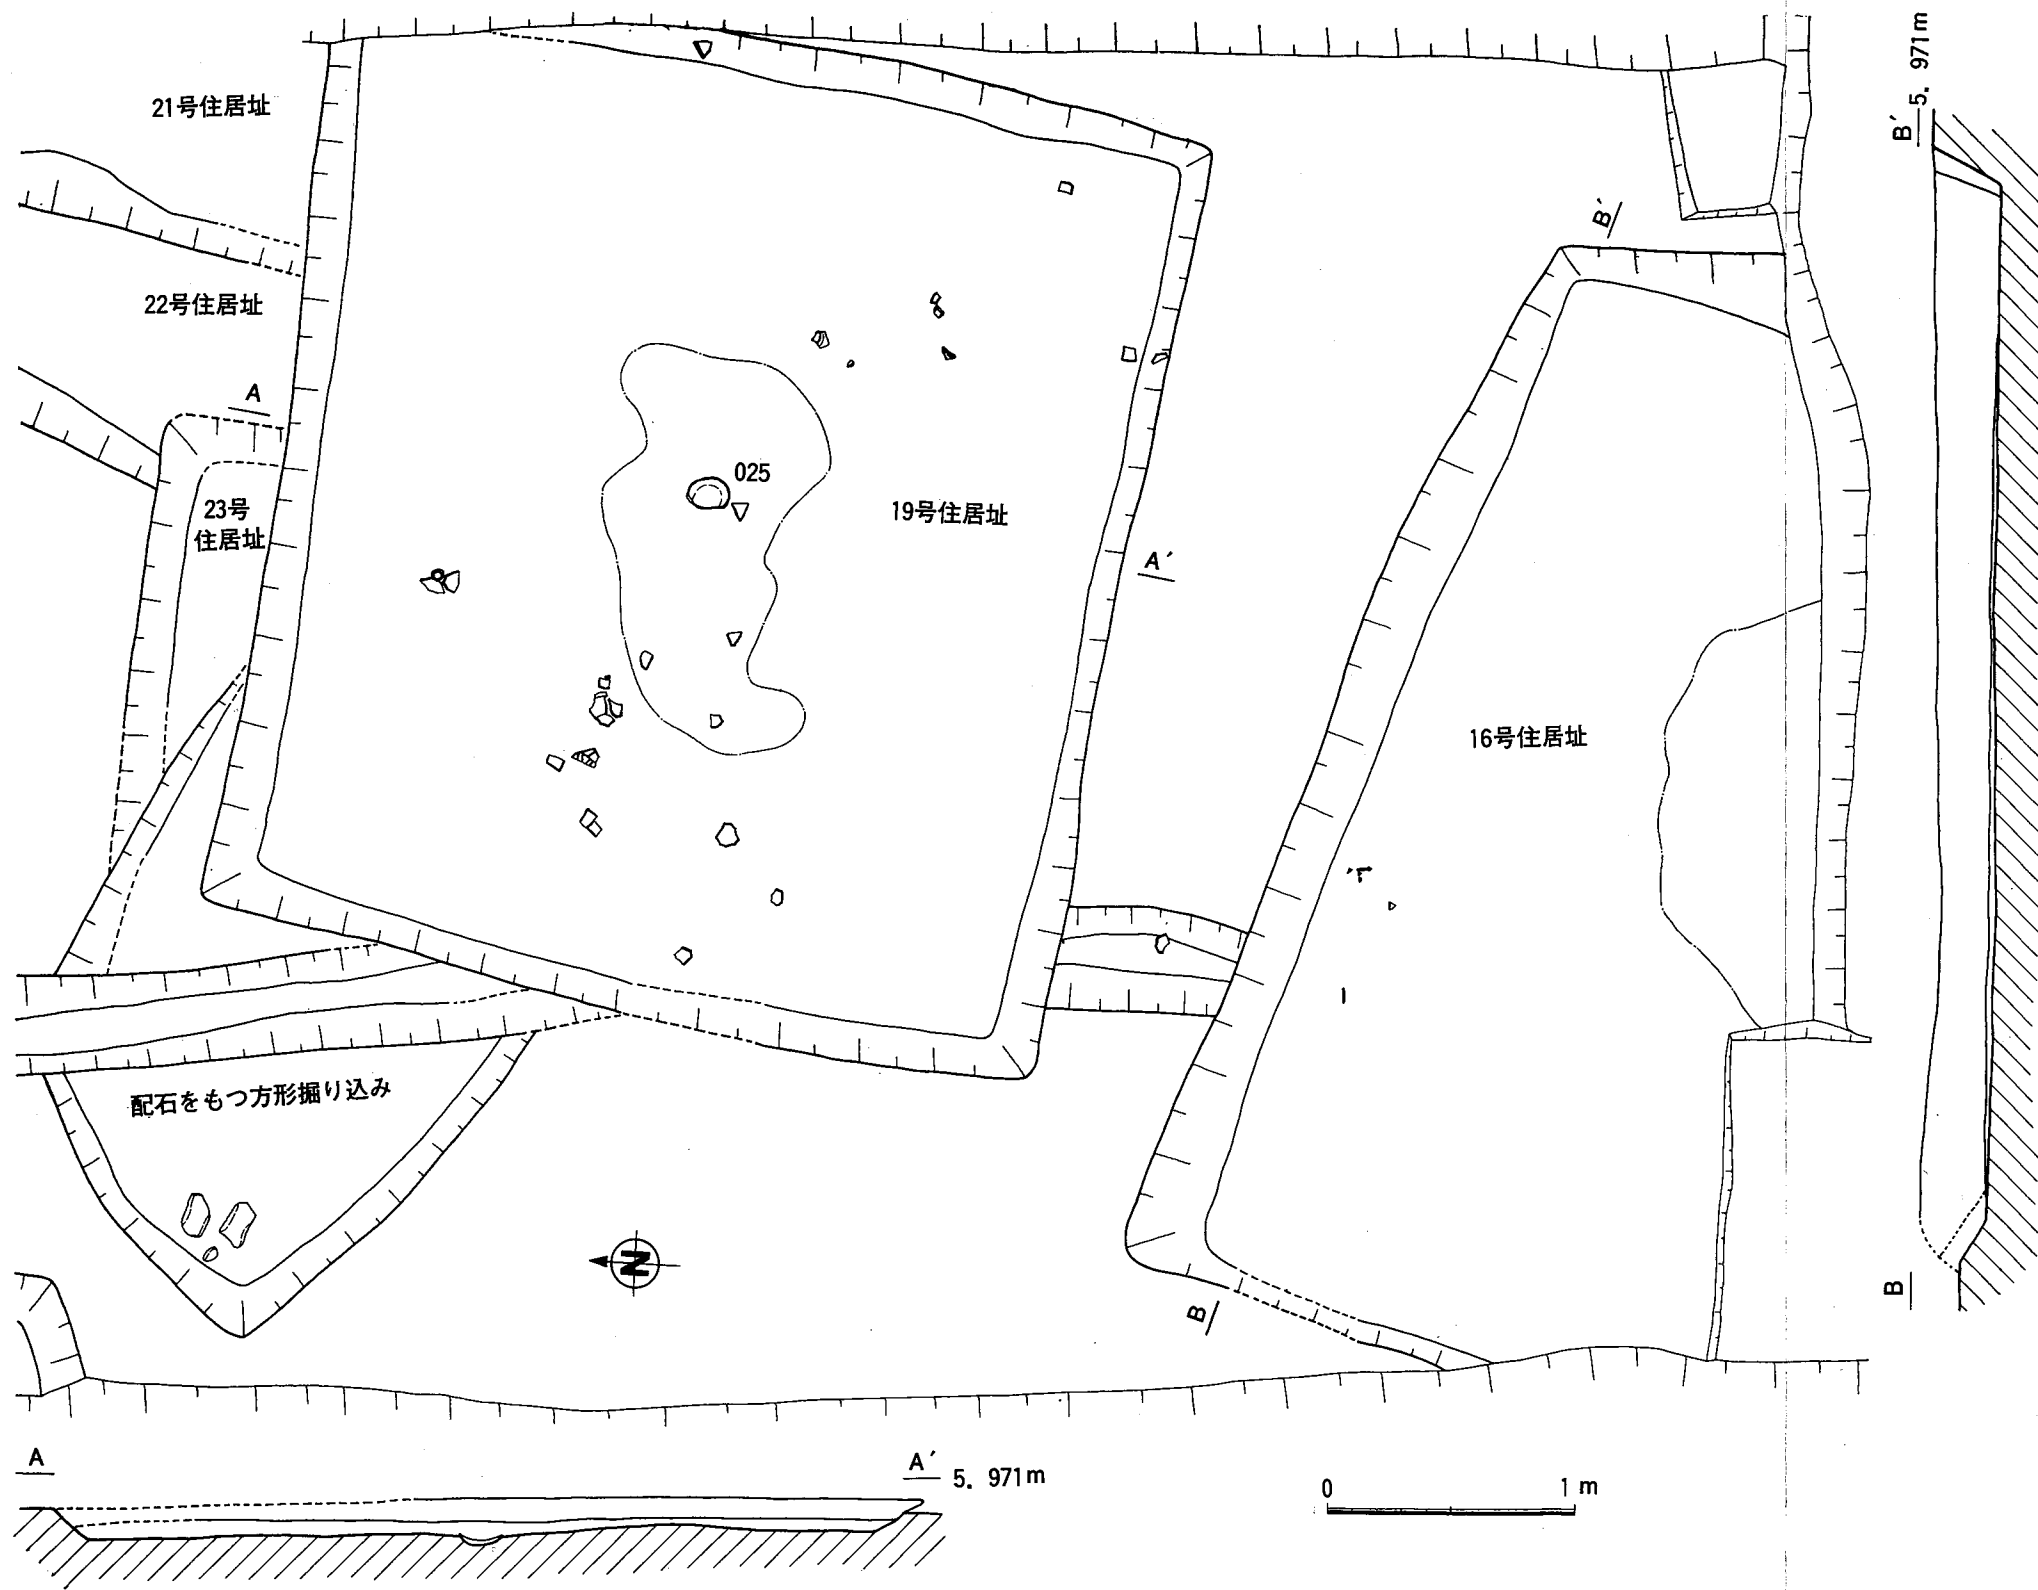 21号住居址
22号住居址
A
23号
住居址
025
19号住居址
A′
B′
16号住居址
配石をもつ方形掘り込み
N
B
B′
5.971m
B
A
A′
5.971m
0
1m